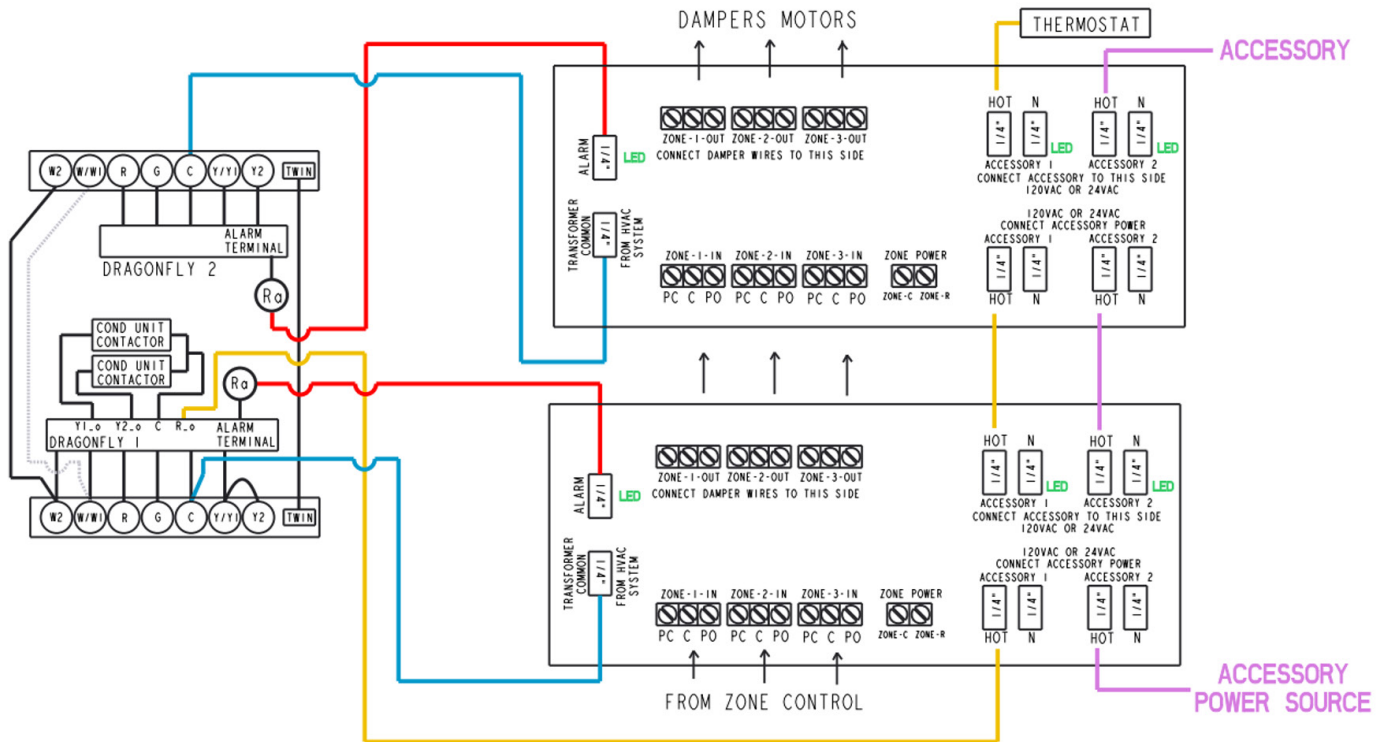 DAMPERS MOTORS
THERMOSTAT
ACCESSORY
HOT N HOT N
1/4" 1/4" 1/4" 1/4"
LED LED
ZONE-1-OUT ZONE-2-OUT ZONE-3-OUT
CONNECT DAMPER WIRES TO THIS SIDE
ALARM
1/4"
LED
ACCESSORY 1 ACCESSORY 2
CONNECT ACCESSORY TO THIS SIDE
120VAC OR 24VAC
W2 W/W1 R G C Y/Y1 Y2 TWIN
TRANSFORMER
COMMON
1/4"
FROM HVAC
SYSTEM
120VAC OR 24VAC
CONNECT ACCESSORY POWER
ACCESSORY 1 ACCESSORY 2
1/4" 1/4" 1/4" 1/4"
HOT N HOT N
ALARM
TERMINAL
DRAGONFLY 2
Ra
ZONE-1-IN ZONE-2-IN ZONE-3-IN ZONE POWER
PC C PO PC C PO PC C PO ZONE-C ZONE-R
COND UNIT
CONTACTOR
COND UNIT
CONTACTOR
Ra
Y1_o Y2_o C R_o ALARM
TERMINAL
DRAGONFLY 1
W2 W/W1 R G C Y/Y1 Y2 TWIN
HOT N HOT N
1/4" 1/4" 1/4" 1/4"
LED LED
ZONE-1-OUT ZONE-2-OUT ZONE-3-OUT
CONNECT DAMPER WIRES TO THIS SIDE
ALARM
1/4"
LED
ACCESSORY 1 ACCESSORY 2
CONNECT ACCESSORY TO THIS SIDE
120VAC OR 24VAC
TRANSFORMER
COMMON
1/4"
FROM HVAC
SYSTEM
120VAC OR 24VAC
CONNECT ACCESSORY POWER
ACCESSORY 1 ACCESSORY 2
1/4" 1/4" 1/4" 1/4"
HOT N HOT N
ZONE-1-IN ZONE-2-IN ZONE-3-IN ZONE POWER
PC C PO PC C PO PC C PO ZONE-C ZONE-R
FROM ZONE CONTROL
ACCESSORY
POWER SOURCE